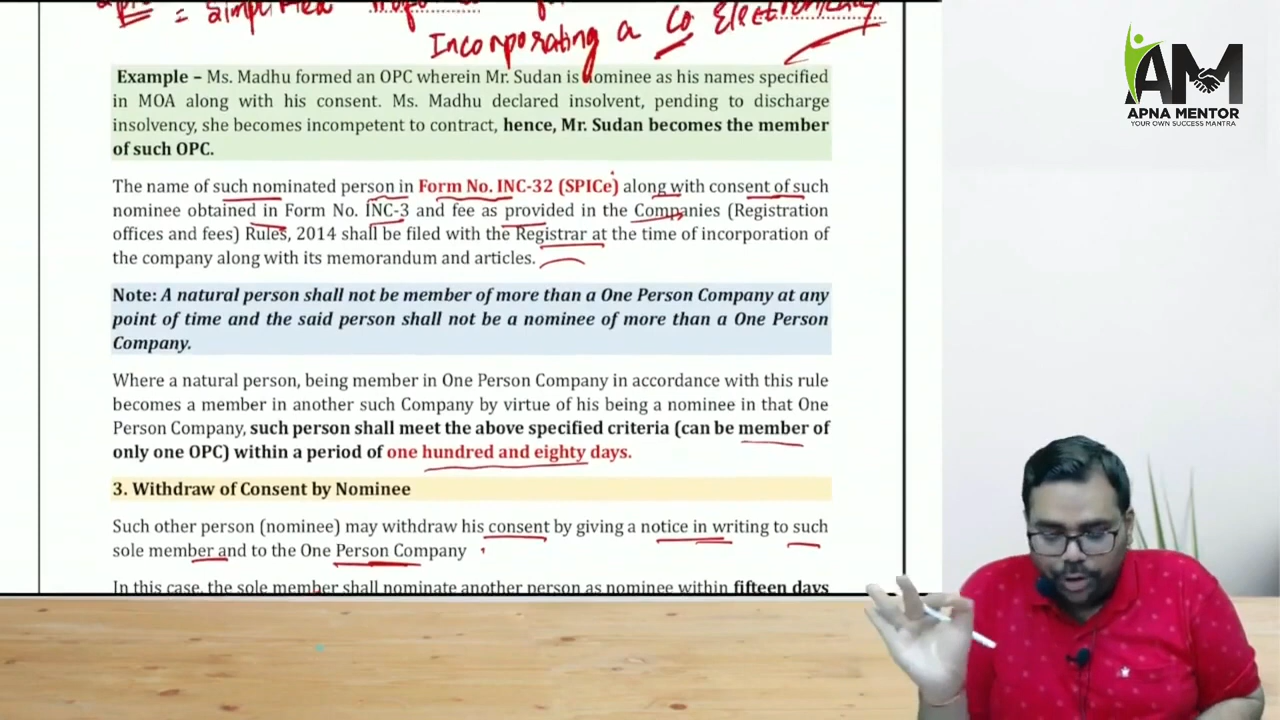 = Simplified
Incorporating a Co Electronically
AM
APNA MENTOR
YOUR OWN SUCCESS MANTRA
Example – Ms. Madhu formed an OPC wherein Mr. Sudan is nominee as his names specified
in MOA along with his consent. Ms. Madhu declared insolvent, pending to discharge
insolvency, she becomes incompetent to contract, hence, Mr. Sudan becomes the member
of such OPC.
The name of such nominated person in Form No. INC-32 (SPICe) along with consent of such
nominee obtained in Form No. INC-3 and fee as provided in the Companies (Registration
offices and fees) Rules, 2014 shall be filed with the Registrar at the time of incorporation of
the company along with its memorandum and articles.
Note: A natural person shall not be member of more than a One Person Company at any
point of time and the said person shall not be a nominee of more than a One Person
Company.
Where a natural person, being member in One Person Company in accordance with this rule
becomes a member in another such Company by virtue of his being a nominee in that One
Person Company, such person shall meet the above specified criteria (can be member of
only one OPC) within a period of one hundred and eighty days.
3. Withdraw of Consent by Nominee
Such other person (nominee) may withdraw his consent by giving a notice in writing to such
sole member and to the One Person Company
In this case, the sole member shall nominate another person as nominee within fifteen days